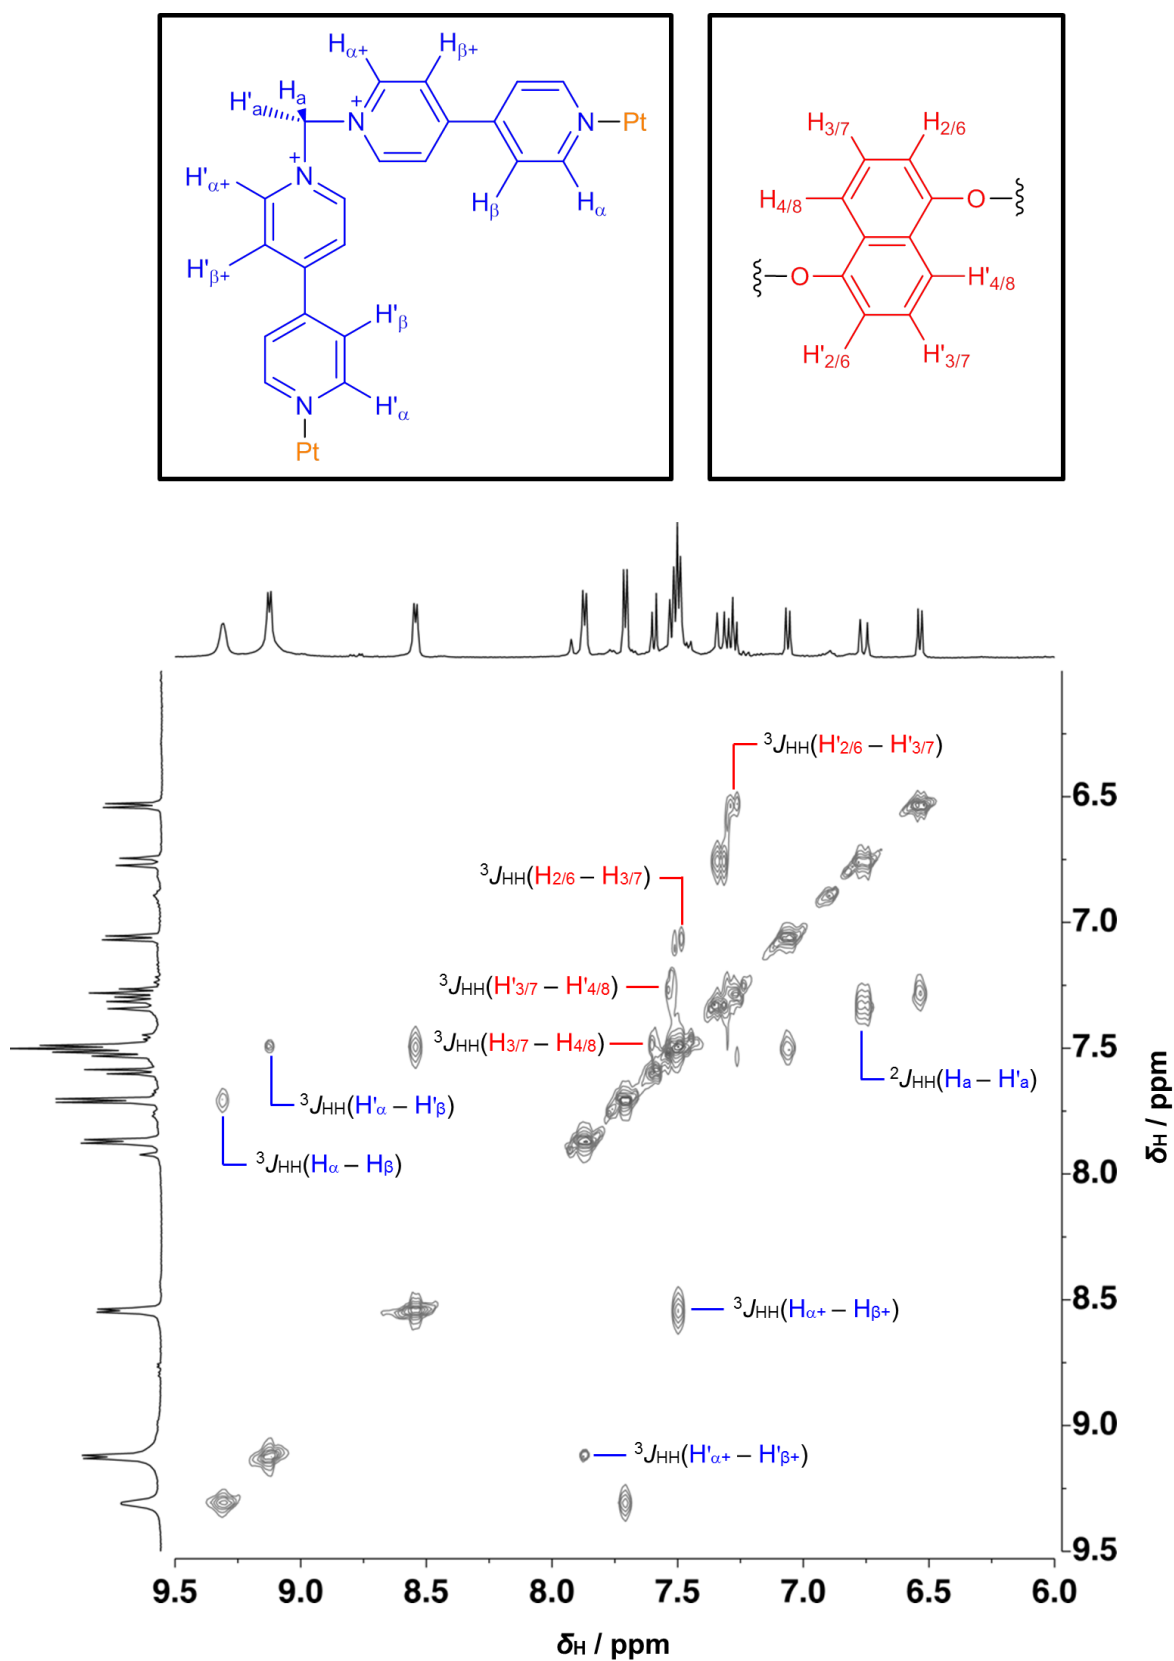 Hα+
Hβ+
Ha
H'a
+
N
N
Pt
+
N
H'α+
Hβ
Hα
H'β+
H'β
N
H'α
Pt
H3/7
H2/6
H4/8
O
O
H'4/8
H'2/6
H'3/7
3JHH(H'2/6 – H'3/7)
6.5
3JHH(H2/6 – H3/7)
7.0
3JHH(H'3/7 – H'4/8)
3JHH(H3/7 – H4/8)
7.5
2JHH(Ha – H'a)
3JHH(H'α – H'β)
3JHH(Hα – Hβ)
8.0
δH / ppm
8.5
3JHH(Hα+ – Hβ+)
9.0
3JHH(H'α+ – H'β+)
9.5
9.5 9.0 8.5 8.0 7.5 7.0 6.5 6.0
δH / ppm